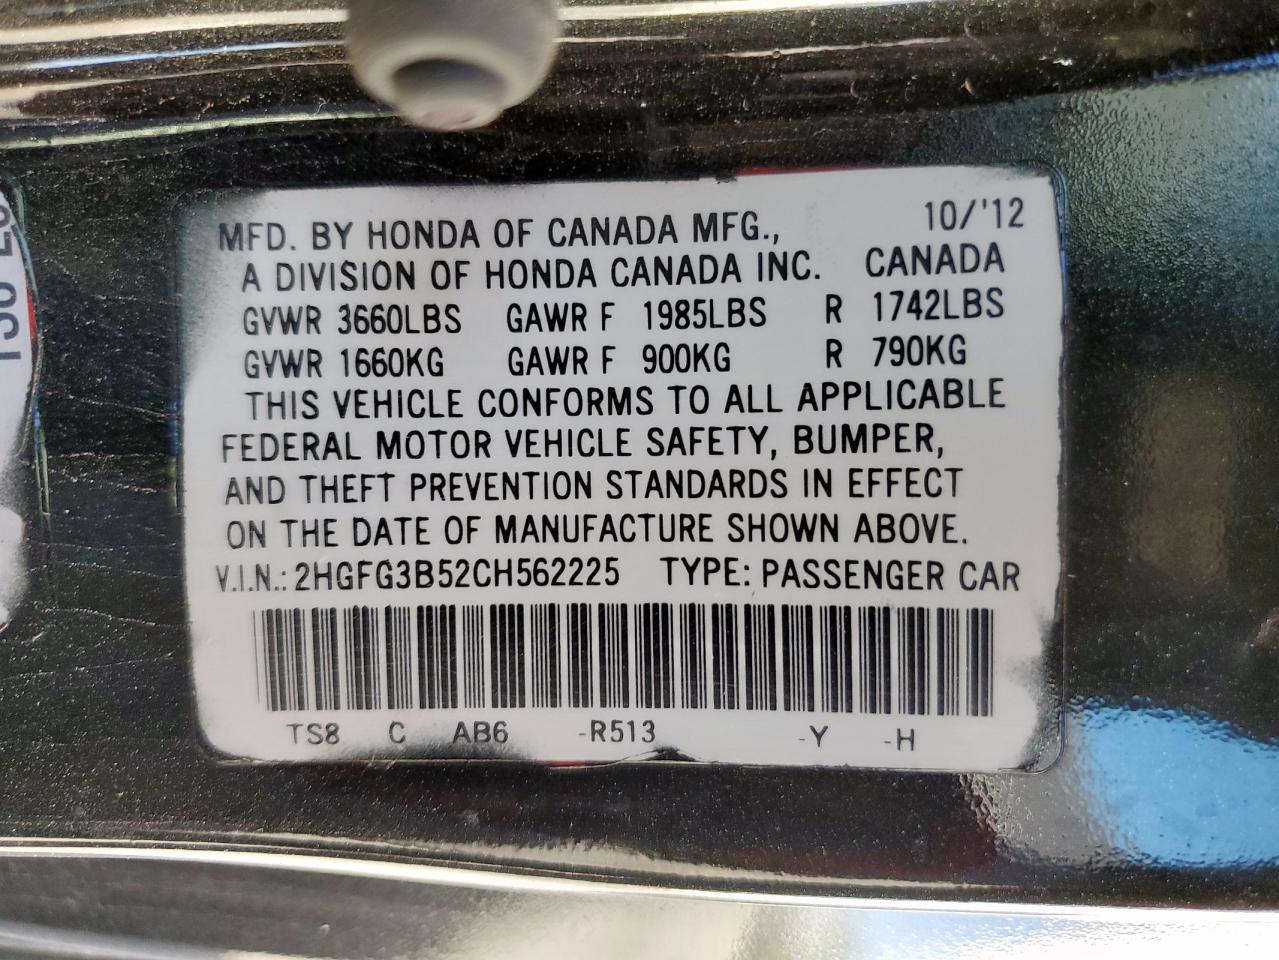 MFD. BY HONDA OF CANADA MFG., 10/'12
A DIVISION OF HONDA CANADA INC. CANADA
GVWR 3660LBS GAWR F 1985LBS R 1742LBS
GVWR 1660KG GAWR F 900KG R 790KG
THIS VEHICLE CONFORMS TO ALL APPLICABLE
FEDERAL MOTOR VEHICLE SAFETY, BUMPER,
AND THEFT PREVENTION STANDARDS IN EFFECT
ON THE DATE OF MANUFACTURE SHOWN ABOVE.
V.I.N.: 2HGFG3B52CH562225 TYPE: PASSENGER CAR
TS8 C AB6 -R513 -Y -H